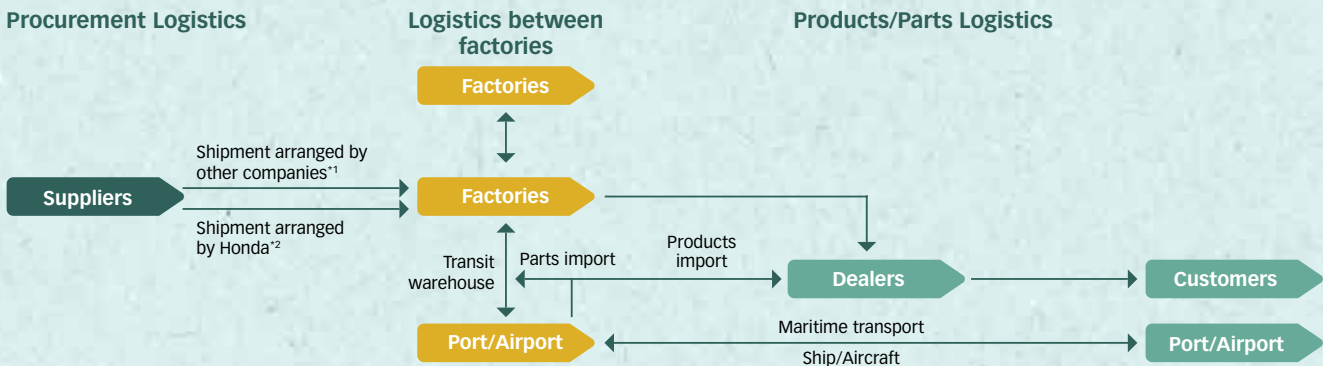 Procurement Logistics
Logistics between
factories
Products/Parts Logistics
Factories
Shipment arranged by
other companies*1
Suppliers
Factories
Shipment arranged
by Honda*2
Transit
warehouse
Parts import
Products
import
Dealers
Customers
Port/Airport
Maritime transport
Ship/Aircraft
Port/Airport